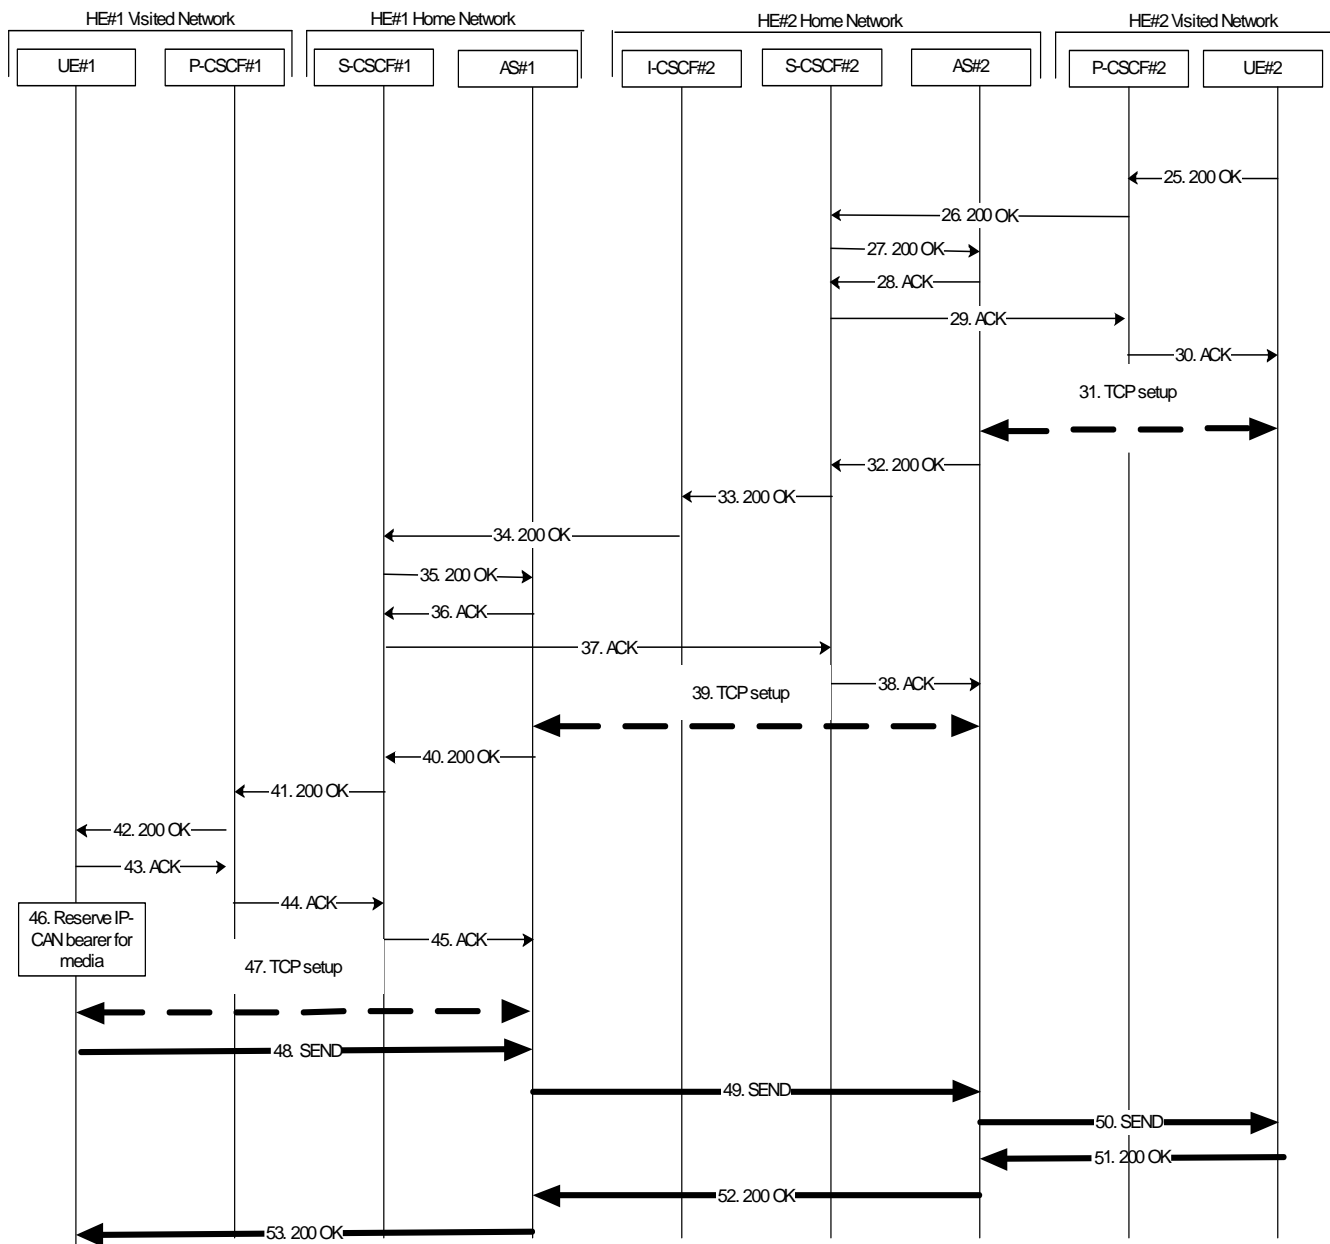 HE#1 Visited Network
HE#1 Home Network
HE#2 Home Network
HE#2 Visited Network
UE#1
P-CSCF#1
S-CSCF#1
AS#1
I-CSCF#2
S-CSCF#2
AS#2
P-CSCF#2
UE#2
25. 200 OK
26. 200 OK
27. 200 OK
28. ACK
29. ACK
30. ACK
31. TCP setup
32. 200 OK
33. 200 OK
34. 200 OK
35. 200 OK
36. ACK
37. ACK
38. ACK
39. TCP setup
40. 200 OK
41. 200 OK
42. 200 OK
43. ACK
44. ACK
46. Reserve IP-
CAN bearer for
media
45. ACK
47. TCP setup
48. SEND
49. SEND
50. SEND
51. 200 OK
52. 200 OK
53. 200 OK